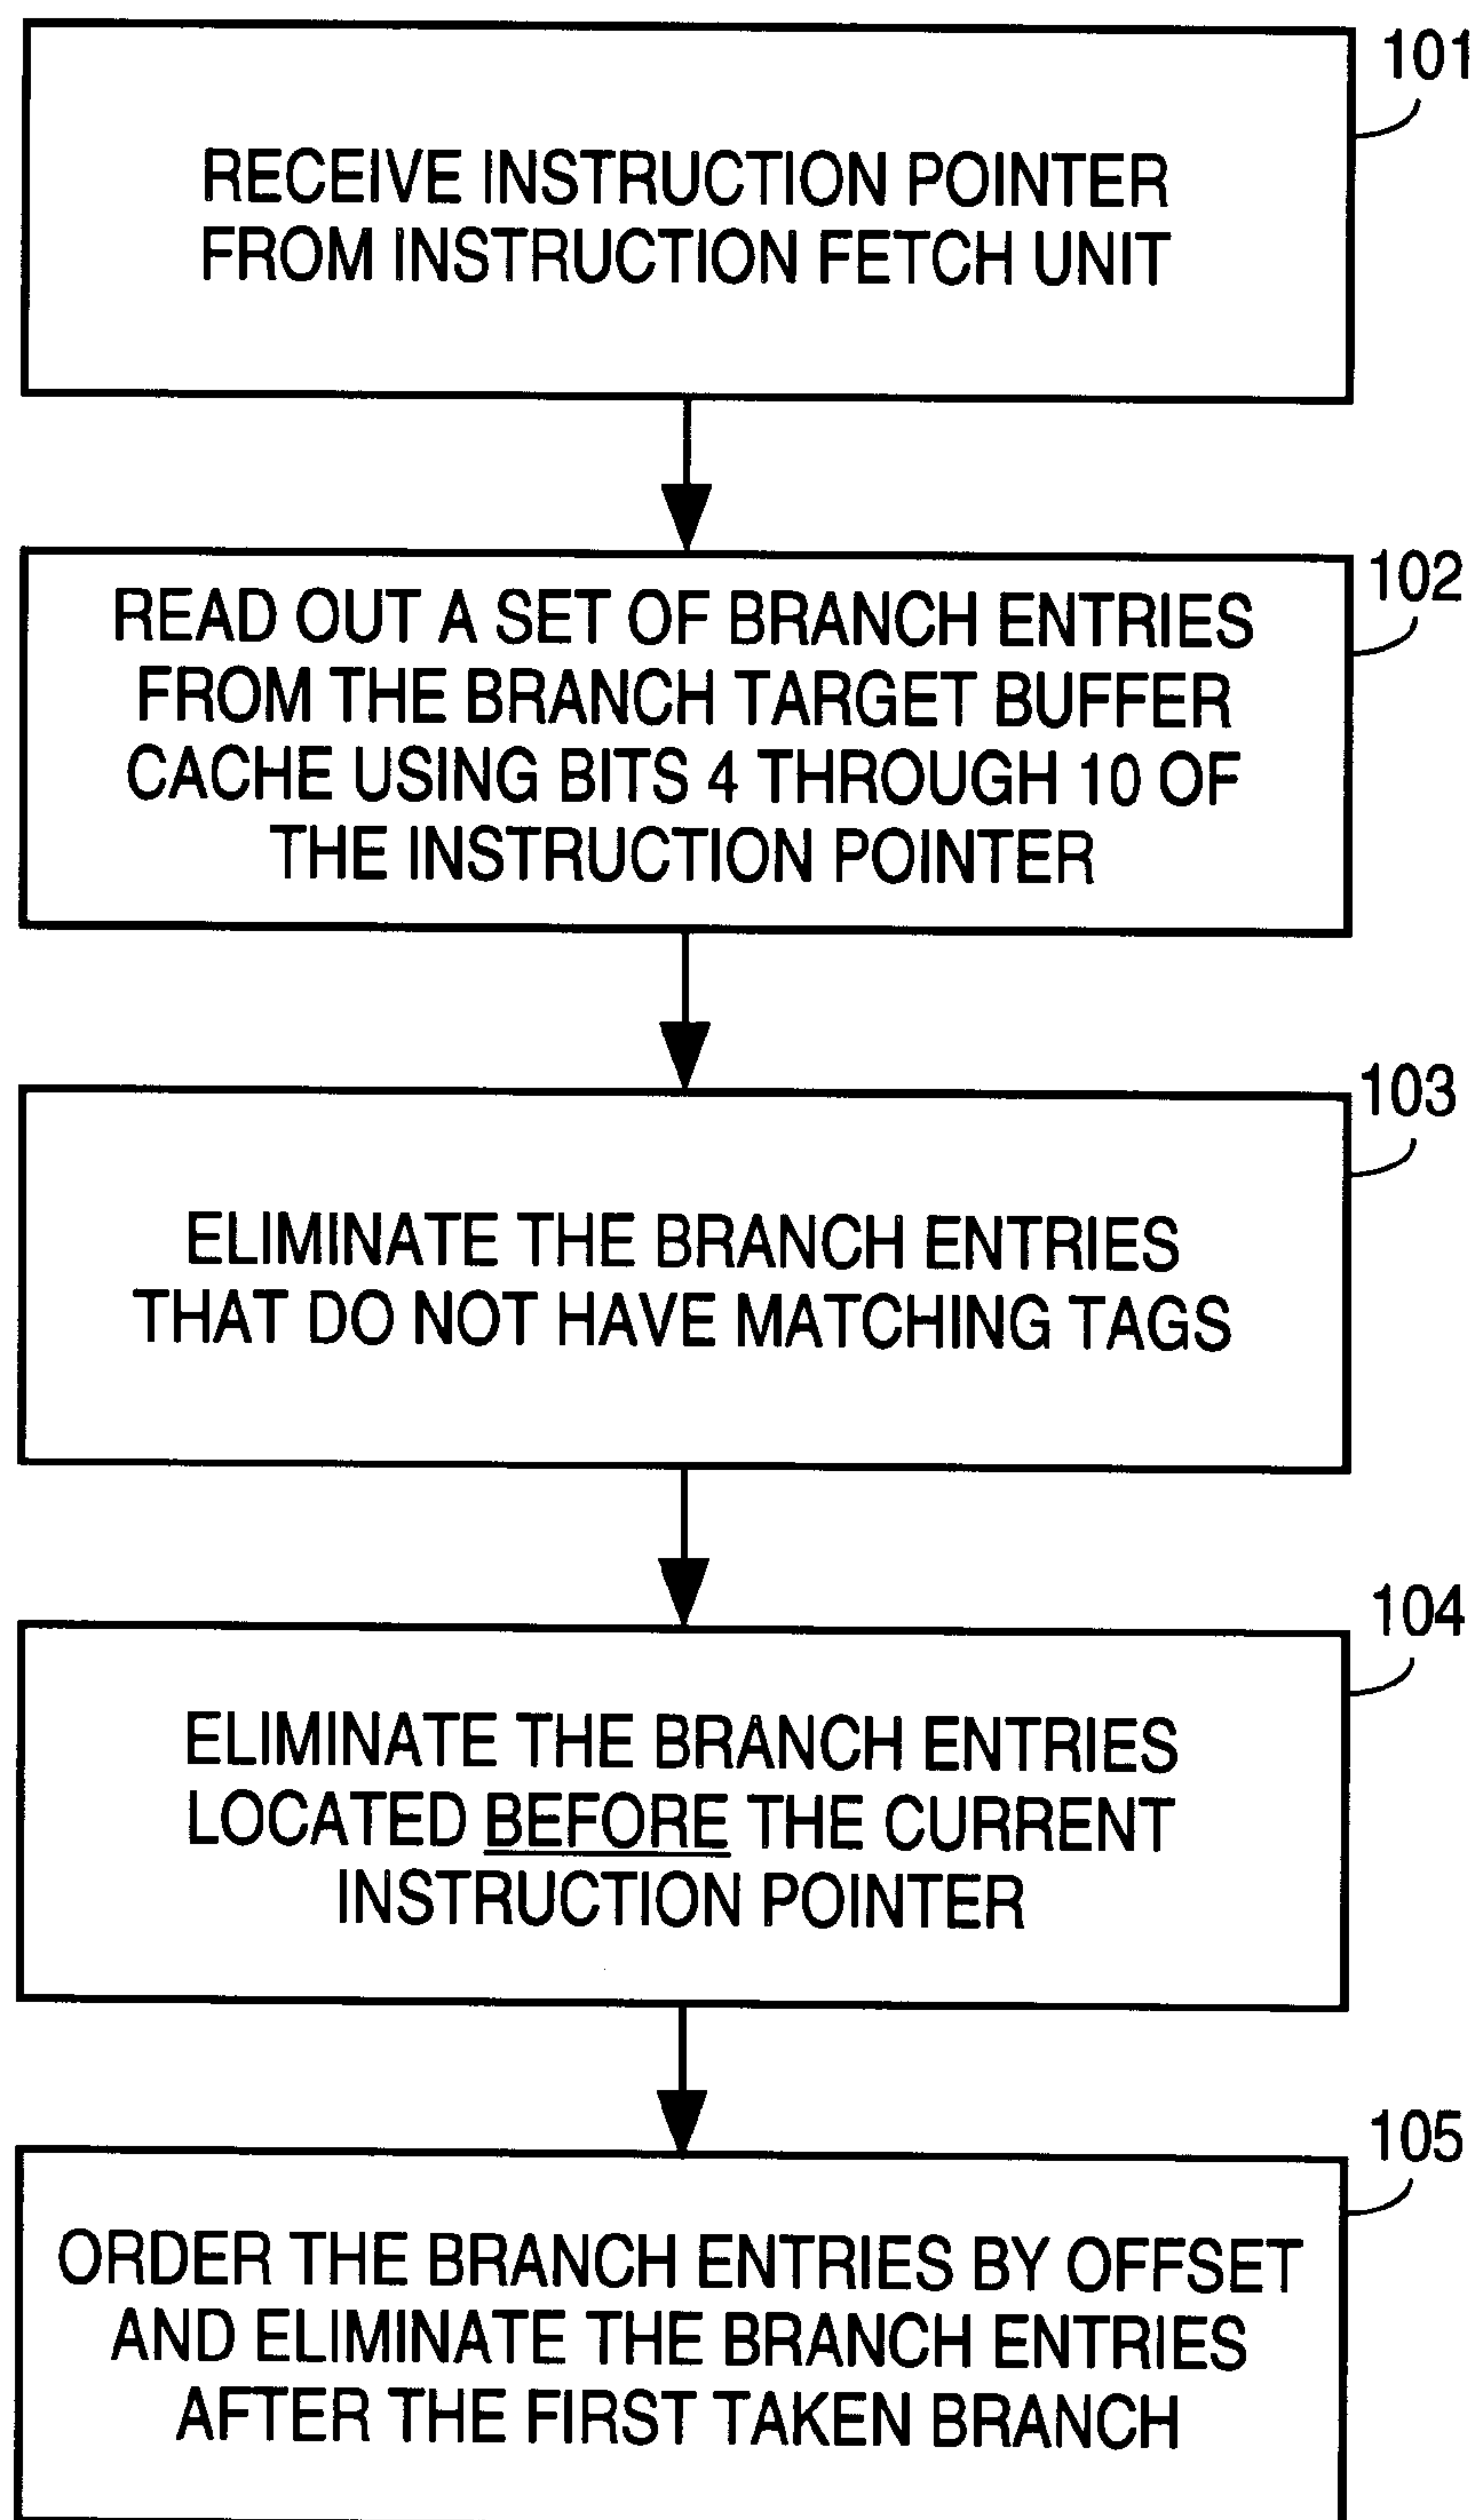 101
RECEIVE INSTRUCTION POINTER
FROM INSTRUCTION FETCH UNIT
102
READ OUT A SET OF BRANCH ENTRIES
FROM THE BRANCH TARGET BUFFER
CACHE USING BITS 4 THROUGH 10 OF
THE INSTRUCTION POINTER
103
ELIMINATE THE BRANCH ENTRIES
THAT DO NOT HAVE MATCHING TAGS
104
ELIMINATE THE BRANCH ENTRIES
LOCATED BEFORE THE CURRENT
INSTRUCTION POINTER
105
ORDER THE BRANCH ENTRIES BY OFFSET
AND ELIMINATE THE BRANCH ENTRIES
AFTER THE FIRST TAKEN BRANCH